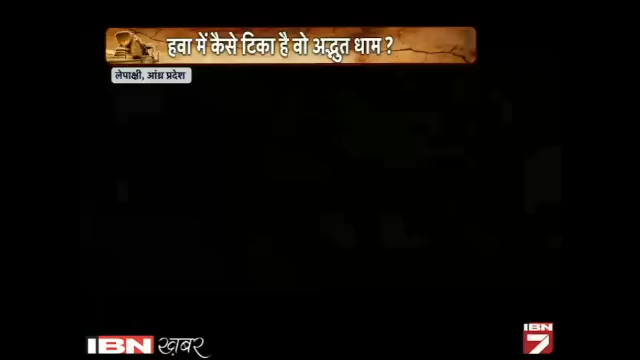 हवा में कैसे टिका है वो अद्भुत धाम ?
लेपाक्षी, आंध्र प्रदेश
IBN ख़बर
IBN
7